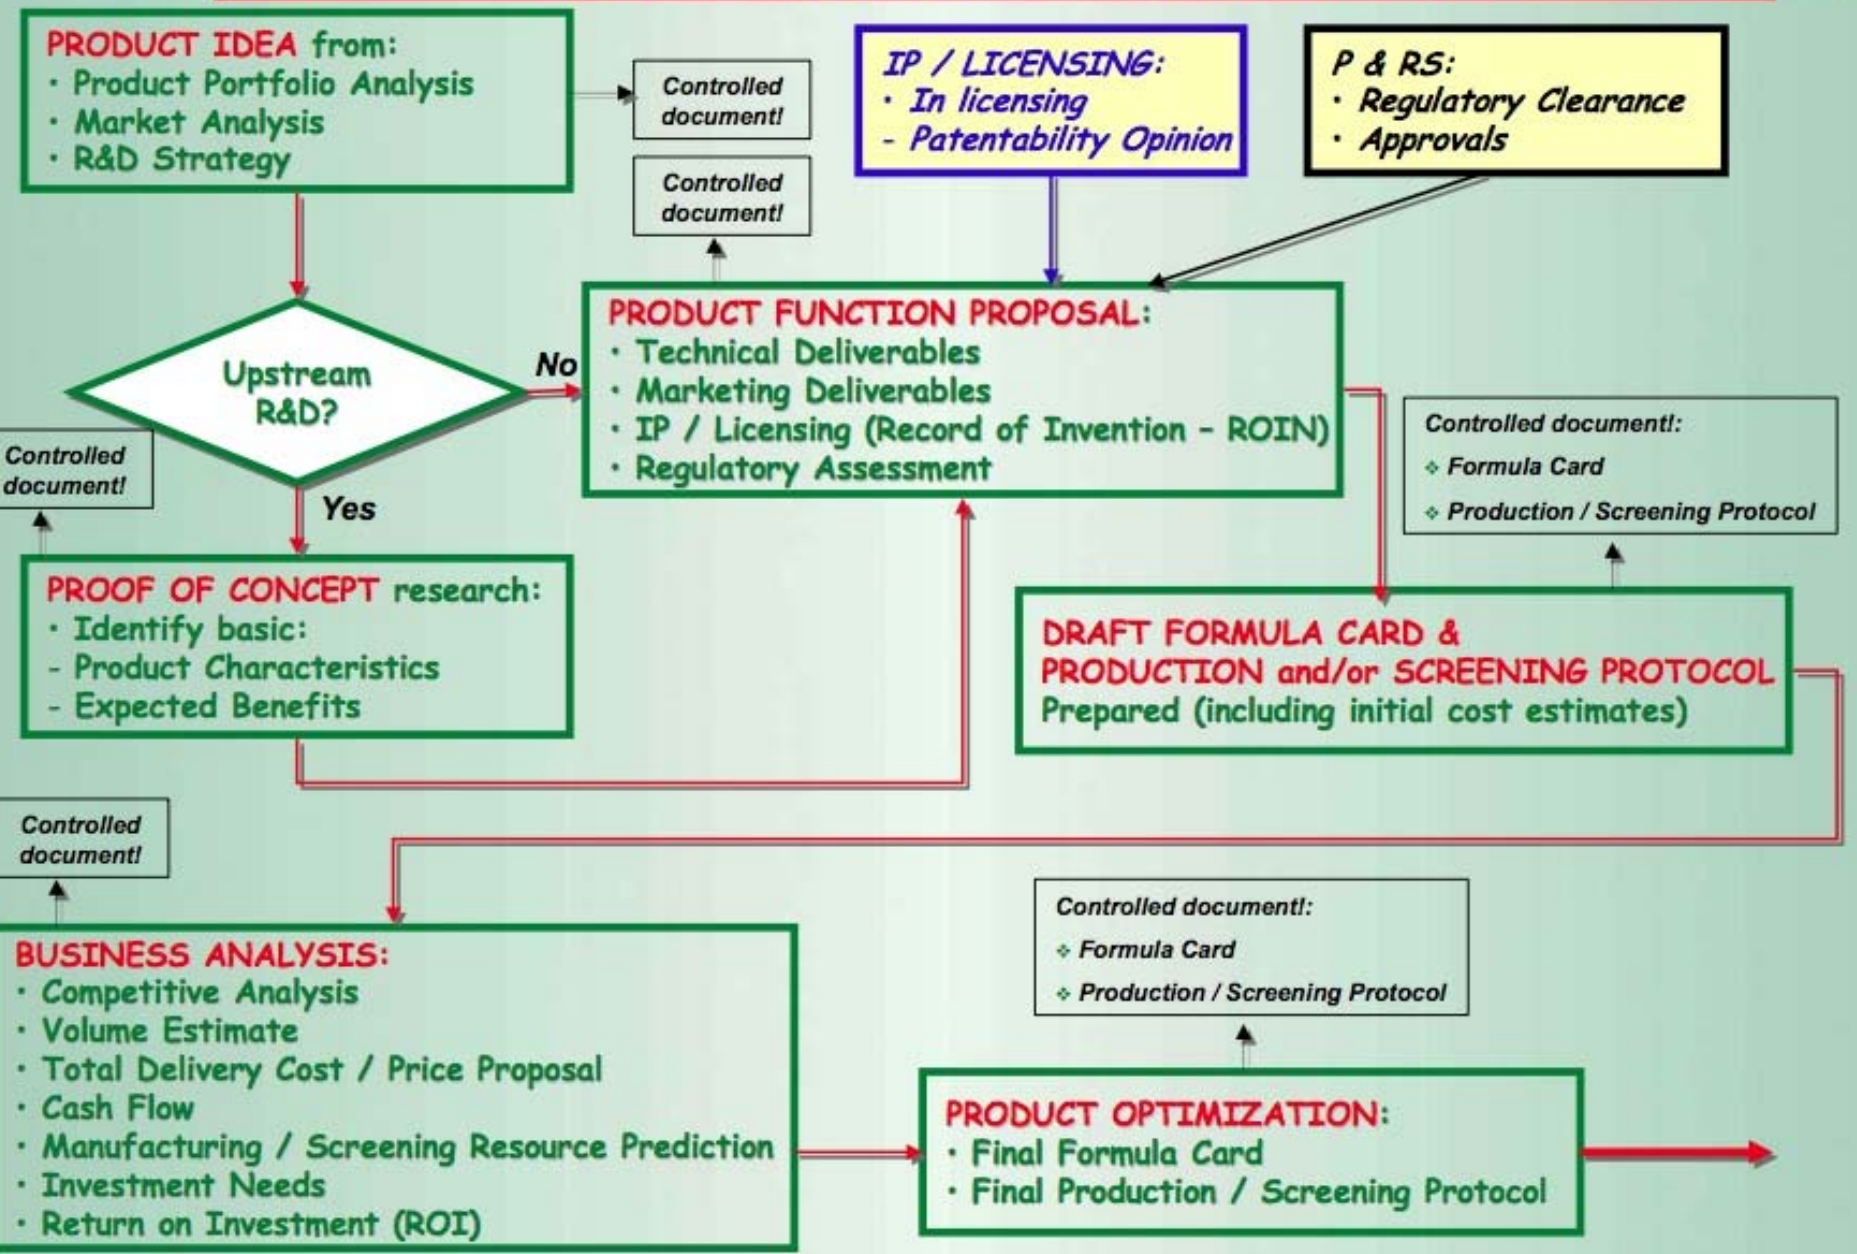 PRODUCT IDEA from:
· Product Portfolio Analysis
· Market Analysis
· R&D Strategy
Controlled
document!
IP / LICENSING:
· In licensing
- Patentability Opinion
P & RS:
· Regulatory Clearance
· Approvals
Controlled
document!
Upstream
R&D?
No
Yes
PRODUCT FUNCTION PROPOSAL:
· Technical Deliverables
· Marketing Deliverables
· IP / Licensing (Record of Invention – ROIN)
· Regulatory Assessment
Controlled document!:
❖ Formula Card
❖ Production / Screening Protocol
Controlled
document!
PROOF OF CONCEPT research:
· Identify basic:
- Product Characteristics
- Expected Benefits
DRAFT FORMULA CARD &
PRODUCTION and/or SCREENING PROTOCOL
Prepared (including initial cost estimates)
Controlled
document!
BUSINESS ANALYSIS:
· Competitive Analysis
· Volume Estimate
· Total Delivery Cost / Price Proposal
· Cash Flow
· Manufacturing / Screening Resource Prediction
· Investment Needs
· Return on Investment (ROI)
Controlled document!:
❖ Formula Card
❖ Production / Screening Protocol
PRODUCT OPTIMIZATION:
· Final Formula Card
· Final Production / Screening Protocol